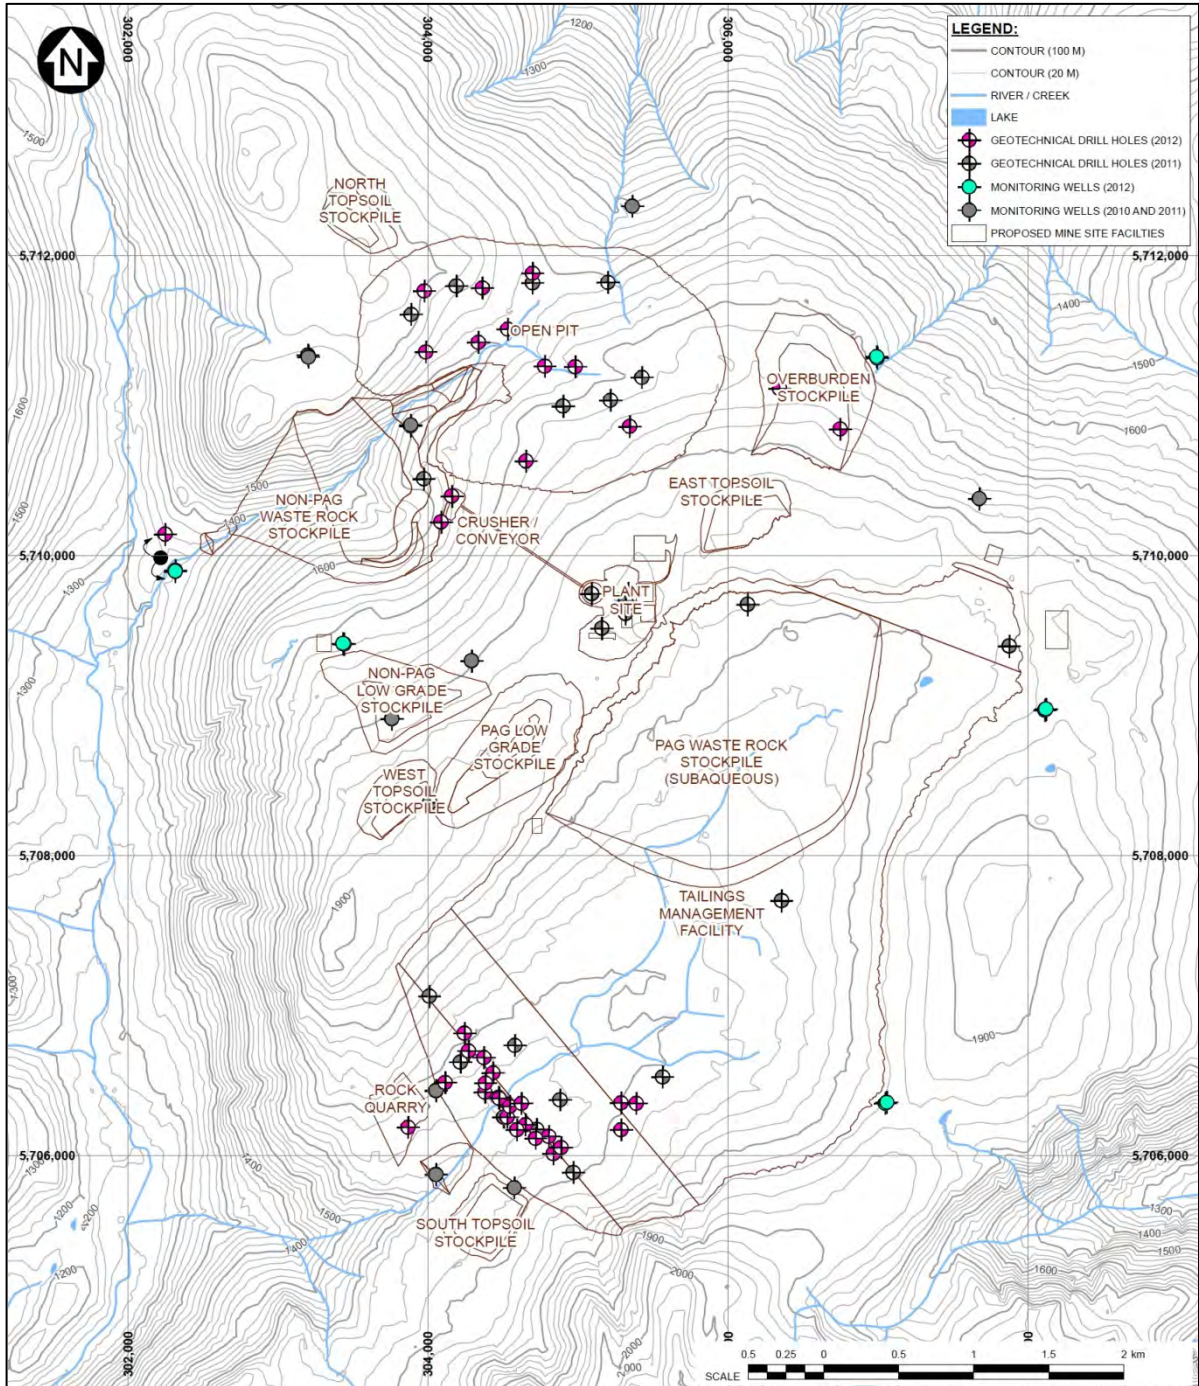 302,000
304,000
306,000
1200
1300
1500
N
LEGEND:
CONTOUR (100 M)
CONTOUR (20 M)
RIVER / CREEK
LAKE
GEOTECHNICAL DRILL HOLES (2012)
GEOTECHNICAL DRILL HOLES (2011)
MONITORING WELLS (2012)
MONITORING WELLS (2010 AND 2011)
PROPOSED MINE SITE FACILTIES
NORTH
TOPSOIL
STOCKPILE
5,712,000
5,712,000
1400
1500
1600
OPEN PIT
OVERBURDEN
STOCKPILE
1600
1500
1500
1400
NON-PAG
WASTE ROCK
STOCKPILE
1600
EAST TOPSOIL
STOCKPILE
CRUSHER /
CONVEYOR
5,710,000
5,710,000
1300
PLANT
SITE
1300
NON-PAG
LOW GRADE
STOCKPILE
PAG LOW
GRADE
STOCKPILE
PAG WASTE ROCK
STOCKPILE
(SUBAQUEOUS)
WEST
TOPSOIL
STOCKPILE
5,708,000
5,708,000
1900
TAILINGS
MANAGEMENT
FACILITY
1300
1900
ROCK
QUARRY
5,706,000
5,706,000
1300
1400
1500
1400
1200
1200
1200
SOUTH TOPSOIL
STOCKPILE
1900
2000
1300
1400
1500
1600
2000
2000
302,000
304,000
SCALE
0.5 0.25 0 0.5 1 1.5 2 km